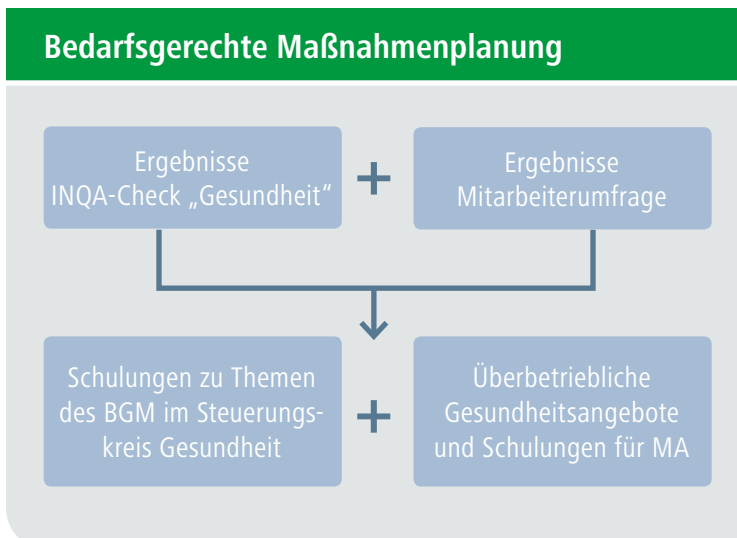 Bedarfsgerechte Maßnahmenplanung
Ergebnisse
INQA-Check „Gesundheit“
+
Ergebnisse
Mitarbeiterumfrage
Schulungen zu Themen
des BGM im Steuerungs-
kreis Gesundheit
+
Überbetriebliche
Gesundheitsangebote
und Schulungen für MA